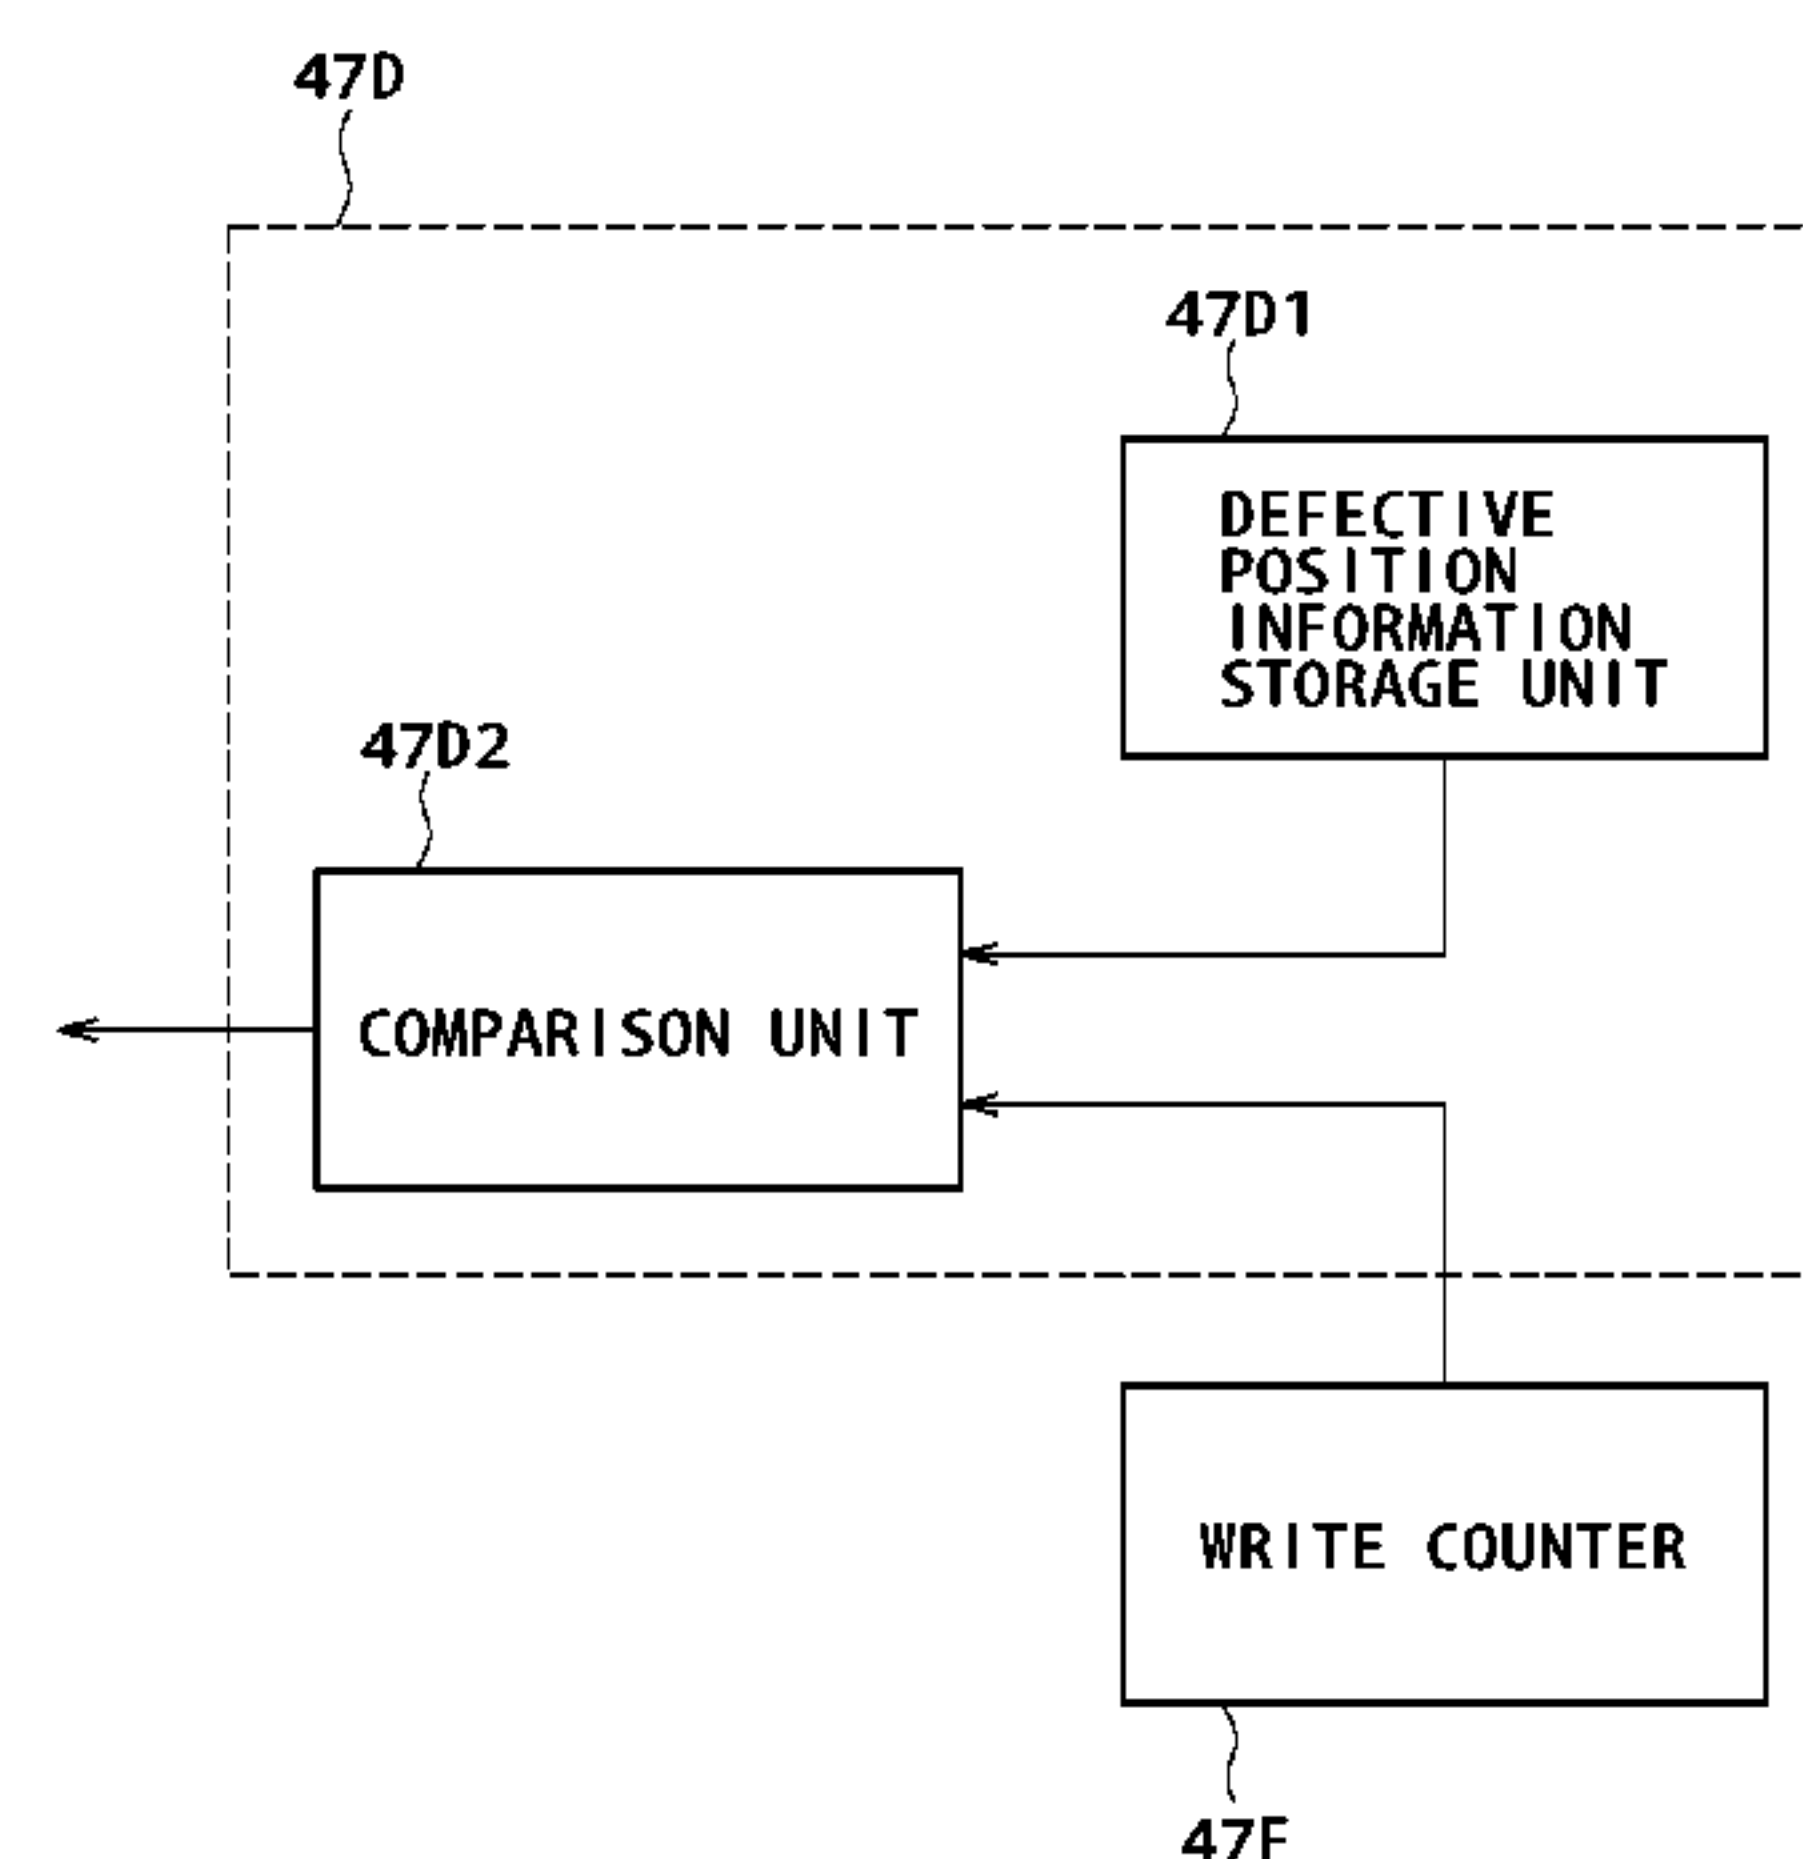 47D
47D1
DEFECTIVE
POSITION
INFORMATION
STORAGE UNIT
47D2
COMPARISON UNIT
WRITE COUNTER